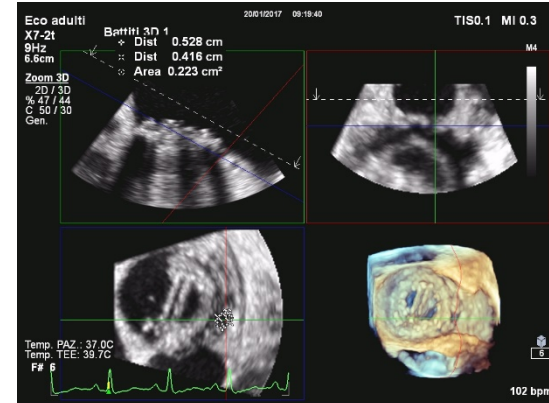 Eco adulti
X7-2t
9Hz
6.6cm
Zoom 3D
2D / 3D
% 47 / 44
C 50 / 30
Gen.
Battiti 3D 1
Dist 0.528 cm
Dist 0.416 cm
Area 0.223 cm²
20/01/2017 09:19:40
TIS0.1 MI 0.3
M4
Temp. PAZ.: 37.0C
Temp. TEE: 39.7C
F# 6
6
102 bpm